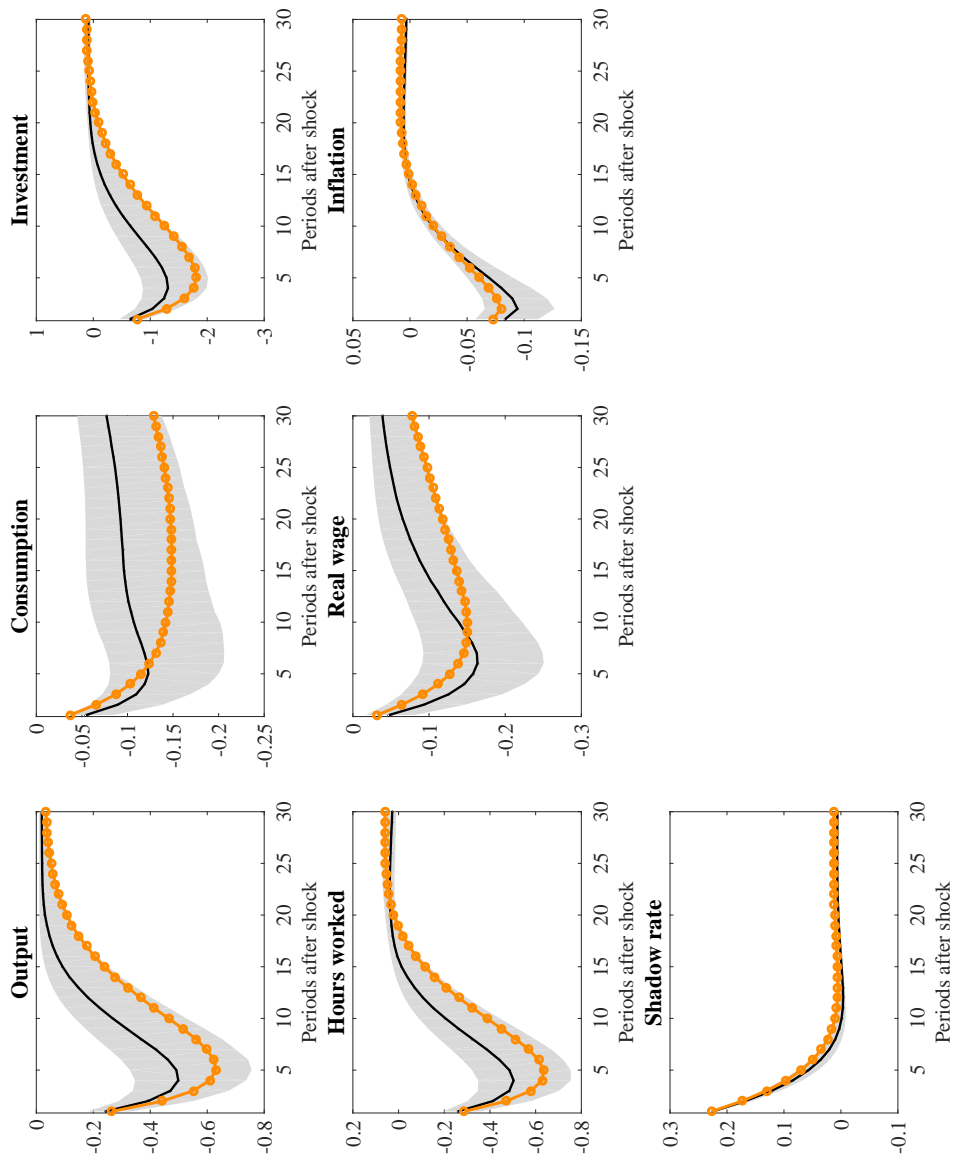 Output
0
-0.2
-0.4
-0.6
-0.8
5 10 15 20 25 30
Periods after shock
Consumption
0
-0.05
-0.1
-0.15
-0.2
-0.25
5 10 15 20 25 30
Periods after shock
Investment
1
0
-1
-2
-3
5 10 15 20 25 30
Periods after shock
Hours worked
0
-0.2
-0.4
-0.6
-0.8
5 10 15 20 25 30
Periods after shock
Real wage
0
-0.1
-0.2
-0.3
5 10 15 20 25 30
Periods after shock
Inflation
0.05
0
-0.05
-0.1
-0.15
5 10 15 20 25 30
Periods after shock
Shadow rate
0.3
0.2
0.1
0
-0.1
5 10 15 20 25 30
Periods after shock